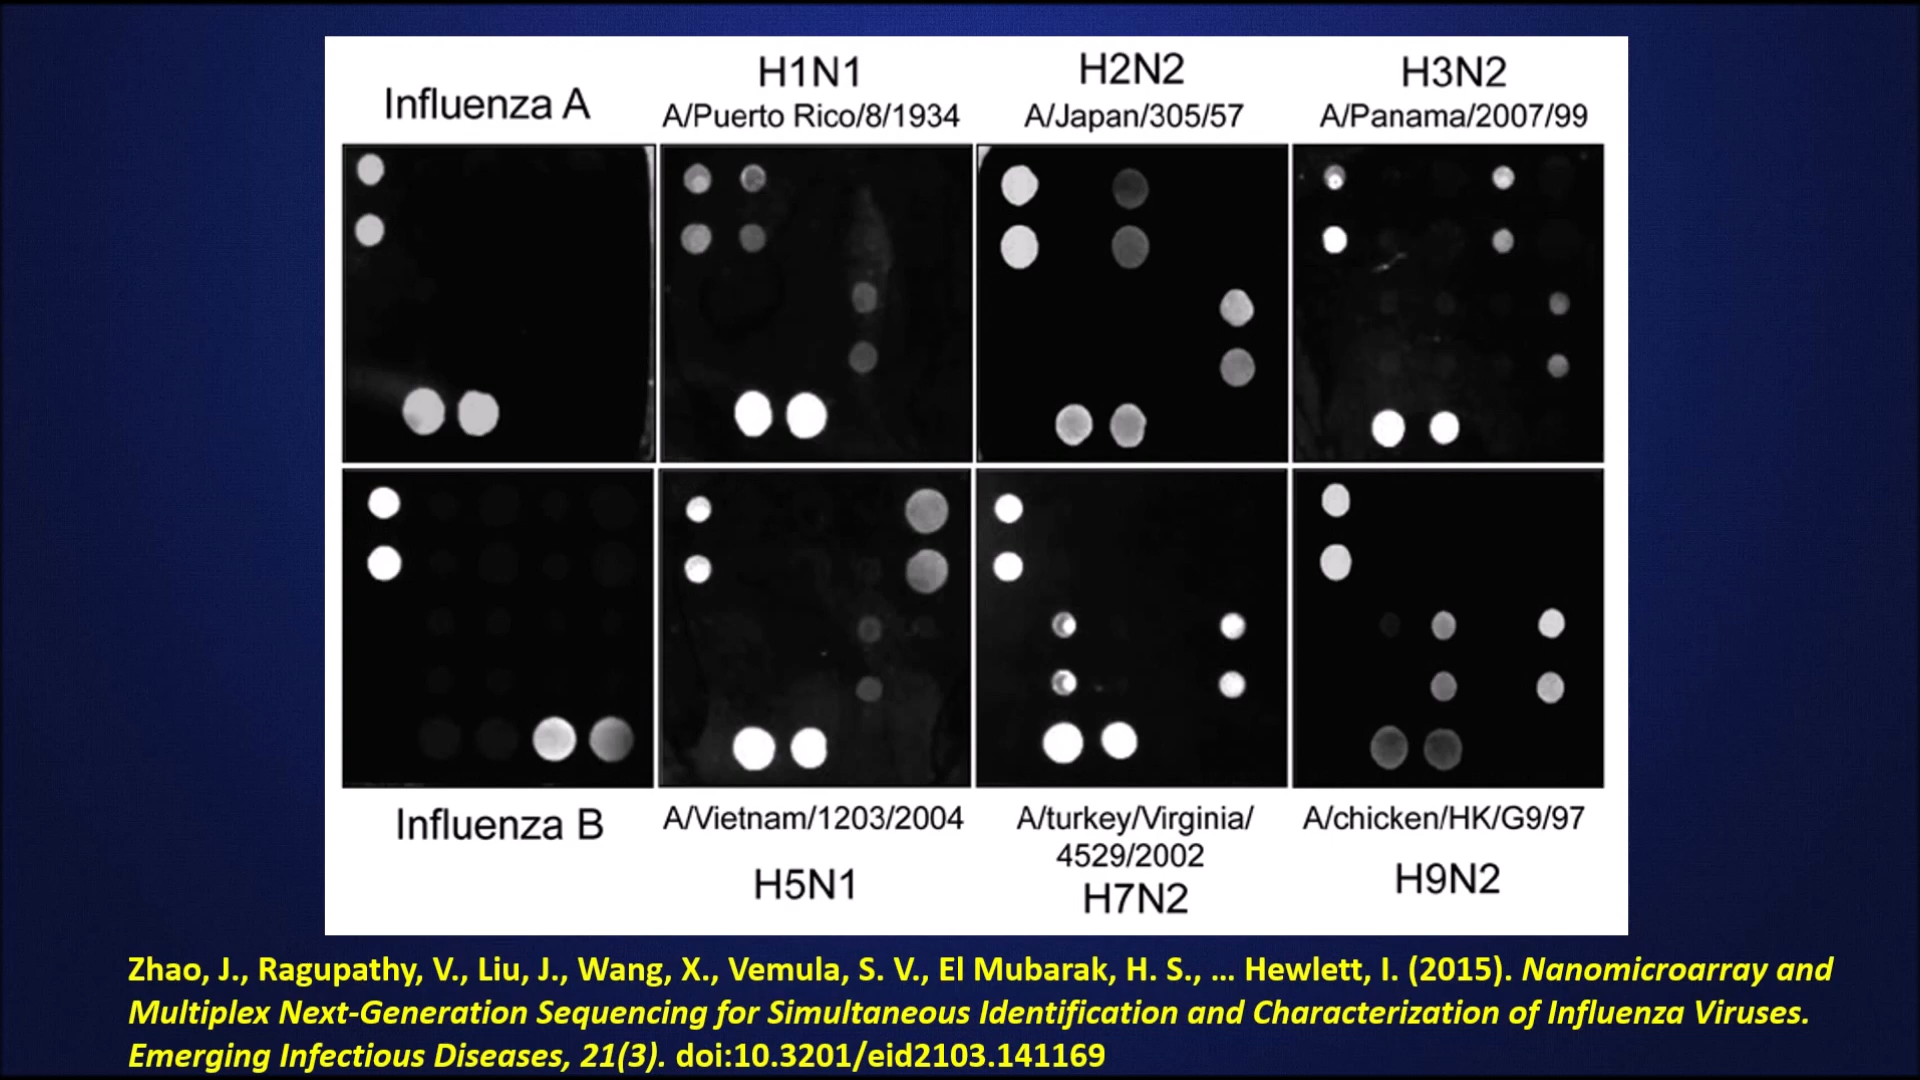 Influenza A
H1N1
A/Puerto Rico/8/1934
H2N2
A/Japan/305/57
H3N2
A/Panama/2007/99
Influenza B
A/Vietnam/1203/2004
H5N1
A/turkey/Virginia/
4529/2002
H7N2
A/chicken/HK/G9/97
H9N2
Zhao, J., Ragupathy, V., Liu, J., Wang, X., Vemula, S. V., El Mubarak, H. S., … Hewlett, I. (2015). Nanomicroarray and
Multiplex Next-Generation Sequencing for Simultaneous Identification and Characterization of Influenza Viruses.
Emerging Infectious Diseases, 21(3). doi:10.3201/eid2103.141169